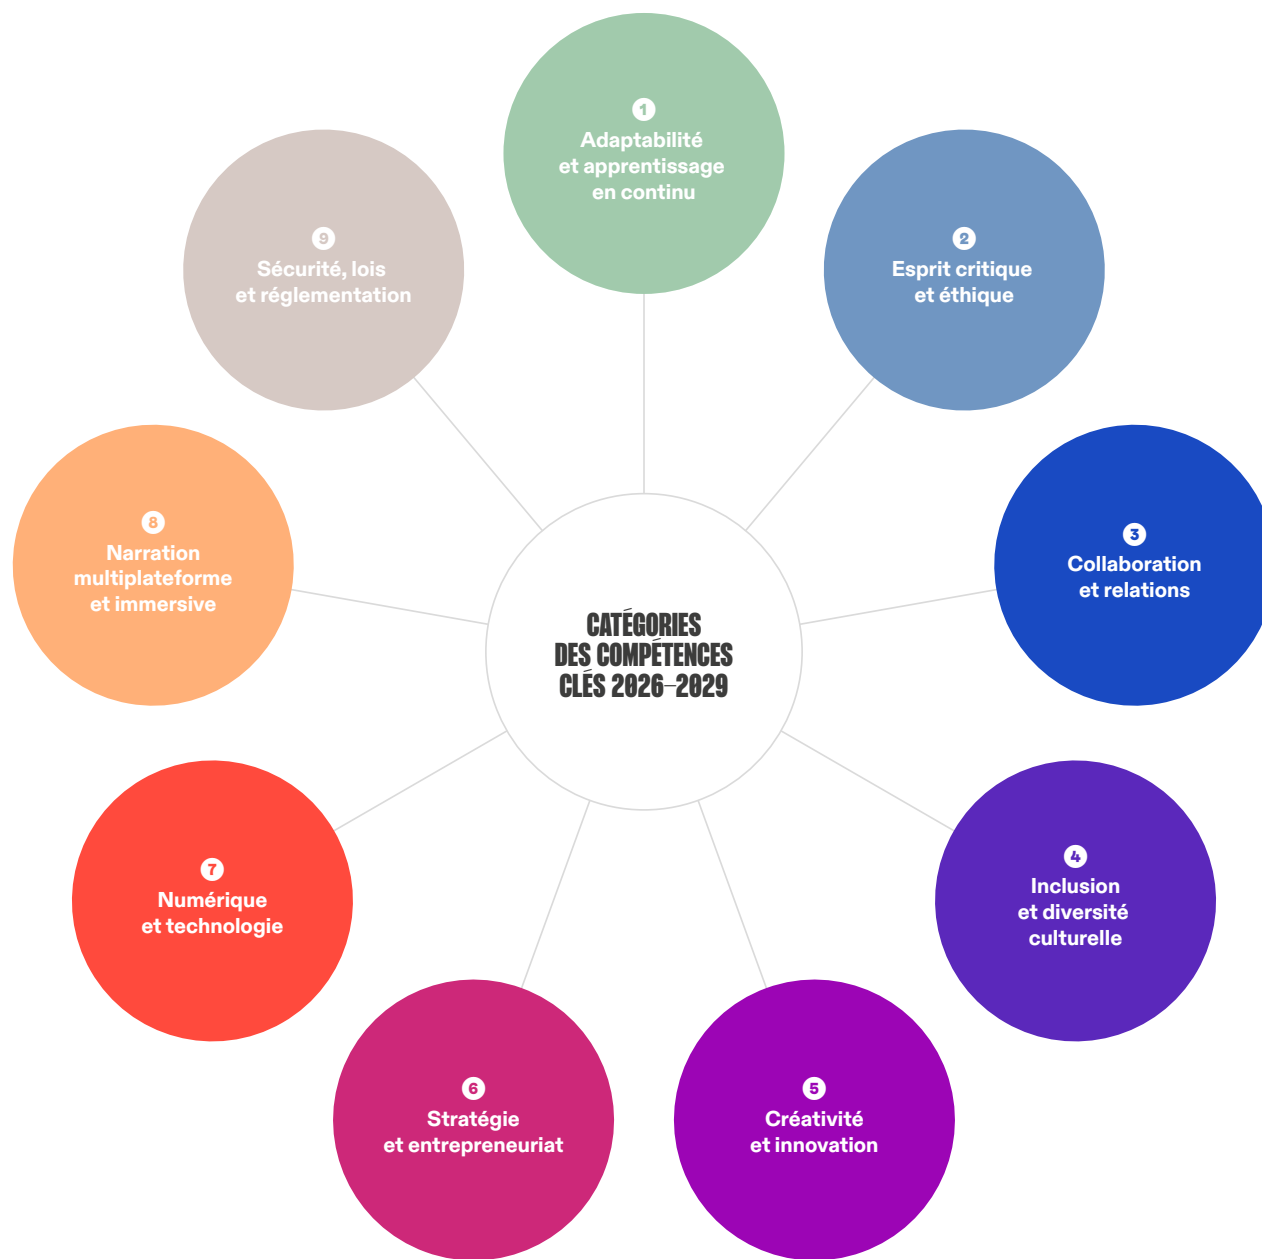 1
Adaptabilité
et apprentissage
en continu
2
Esprit critique
et éthique
3
Collaboration
et relations
4
Inclusion
et diversité
culturelle
5
Créativité
et innovation
6
Stratégie
et entrepreneuriat
7
Numérique
et technologie
8
Narration
multiplateforme
et immersive
9
Sécurité, lois
et réglementation
CATÉGORIES
DES COMPÉTENCES
CLÉS 2026–2029